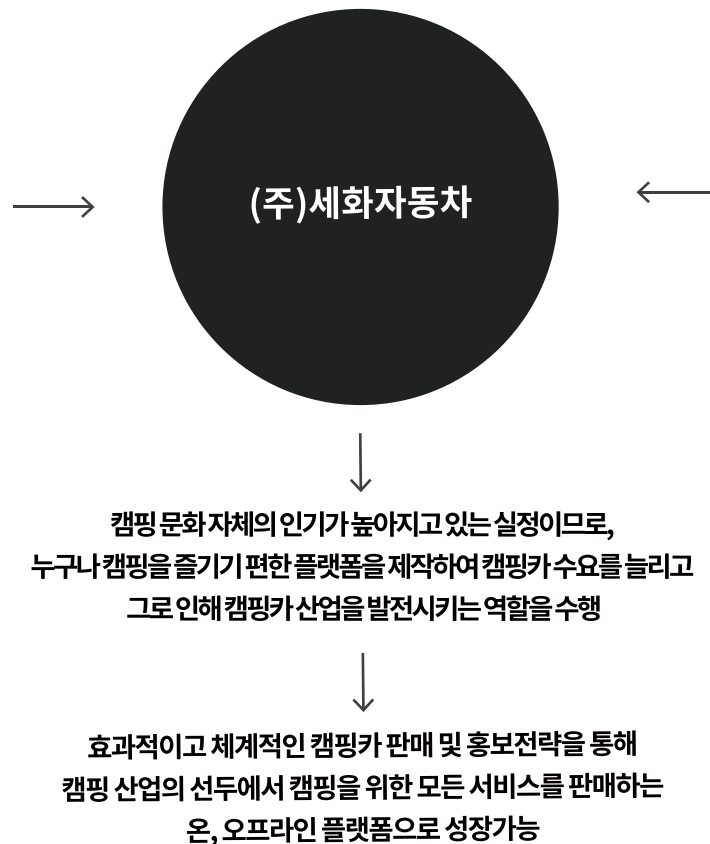 (주)세화자동차
캠핑 문화 자체의 인기가 높아지고 있는 실정이므로,
누구나 캠핑을 즐기기 편한 플랫폼을 제작하여 캠핑카 수요를 늘리고
그로 인해 캠핑카 산업을 발전시키는 역할을 수행
효과적이고 체계적인 캠핑카 판매 및 홍보전략을 통해
캠핑 산업의 선두에서 캠핑을 위한 모든 서비스를 판매하는
온, 오프라인 플랫폼으로 성장가능